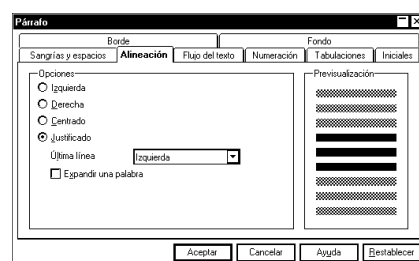 Párrafo
Borde
Fondo
Sangrías y espacios
Alineación
Flujo del texto
Numeración
Tabulaciones
Iniciales
Opciones
Izquierda
Derecha
Centrado
Justificado
Última línea
Izquierda
Expandir una palabra
Previsualización
Aceptar
Cancelar
Ayuda
Restablecer